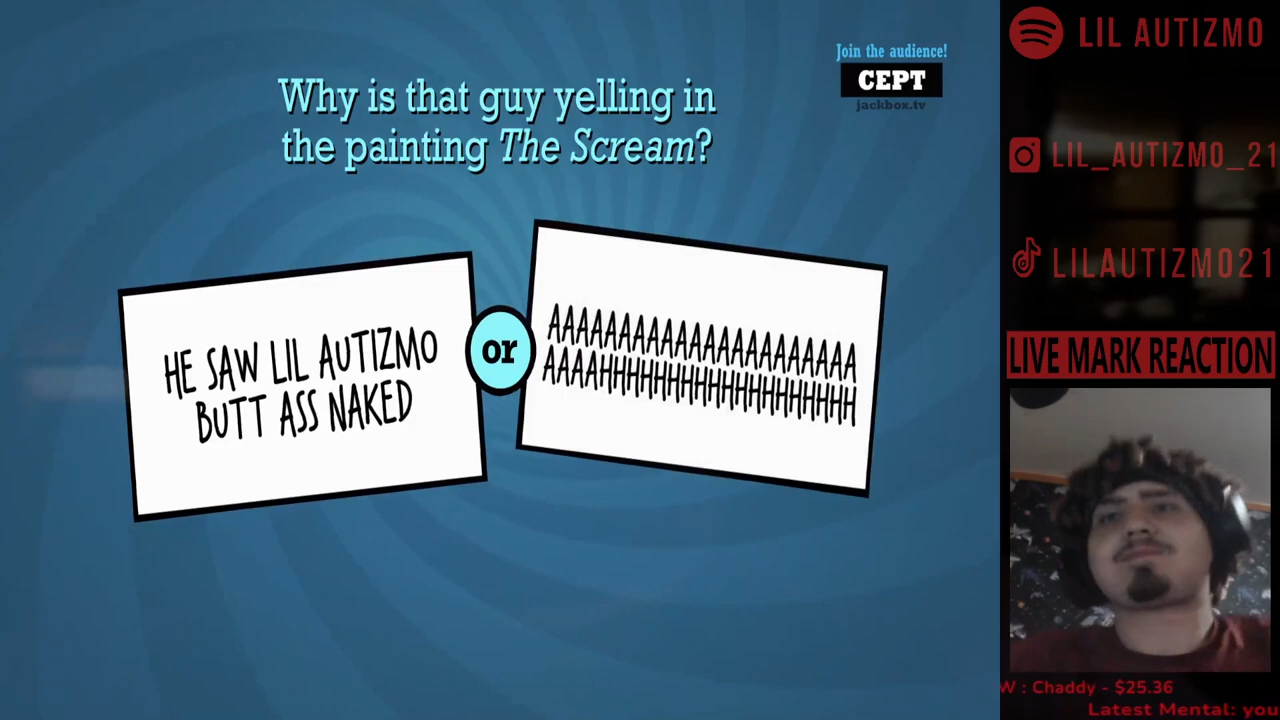 Why is that guy yelling in
the painting The Scream?
Join the audience!
CEPT
jackbox.tv
HE SAW LIL AUTIZMO
BUTT ASS NAKED
or
AAAAAAAAAAAAAAAAAAAAAA
AAAAHHHHHHHHHHHHHHHHHHH
LIL AUTIZMO
LIL_AUTIZMO_21
LILAUTIZMO21
LIVE MARK REACTION
W : Chaddy - $25.36
Latest Mental: you